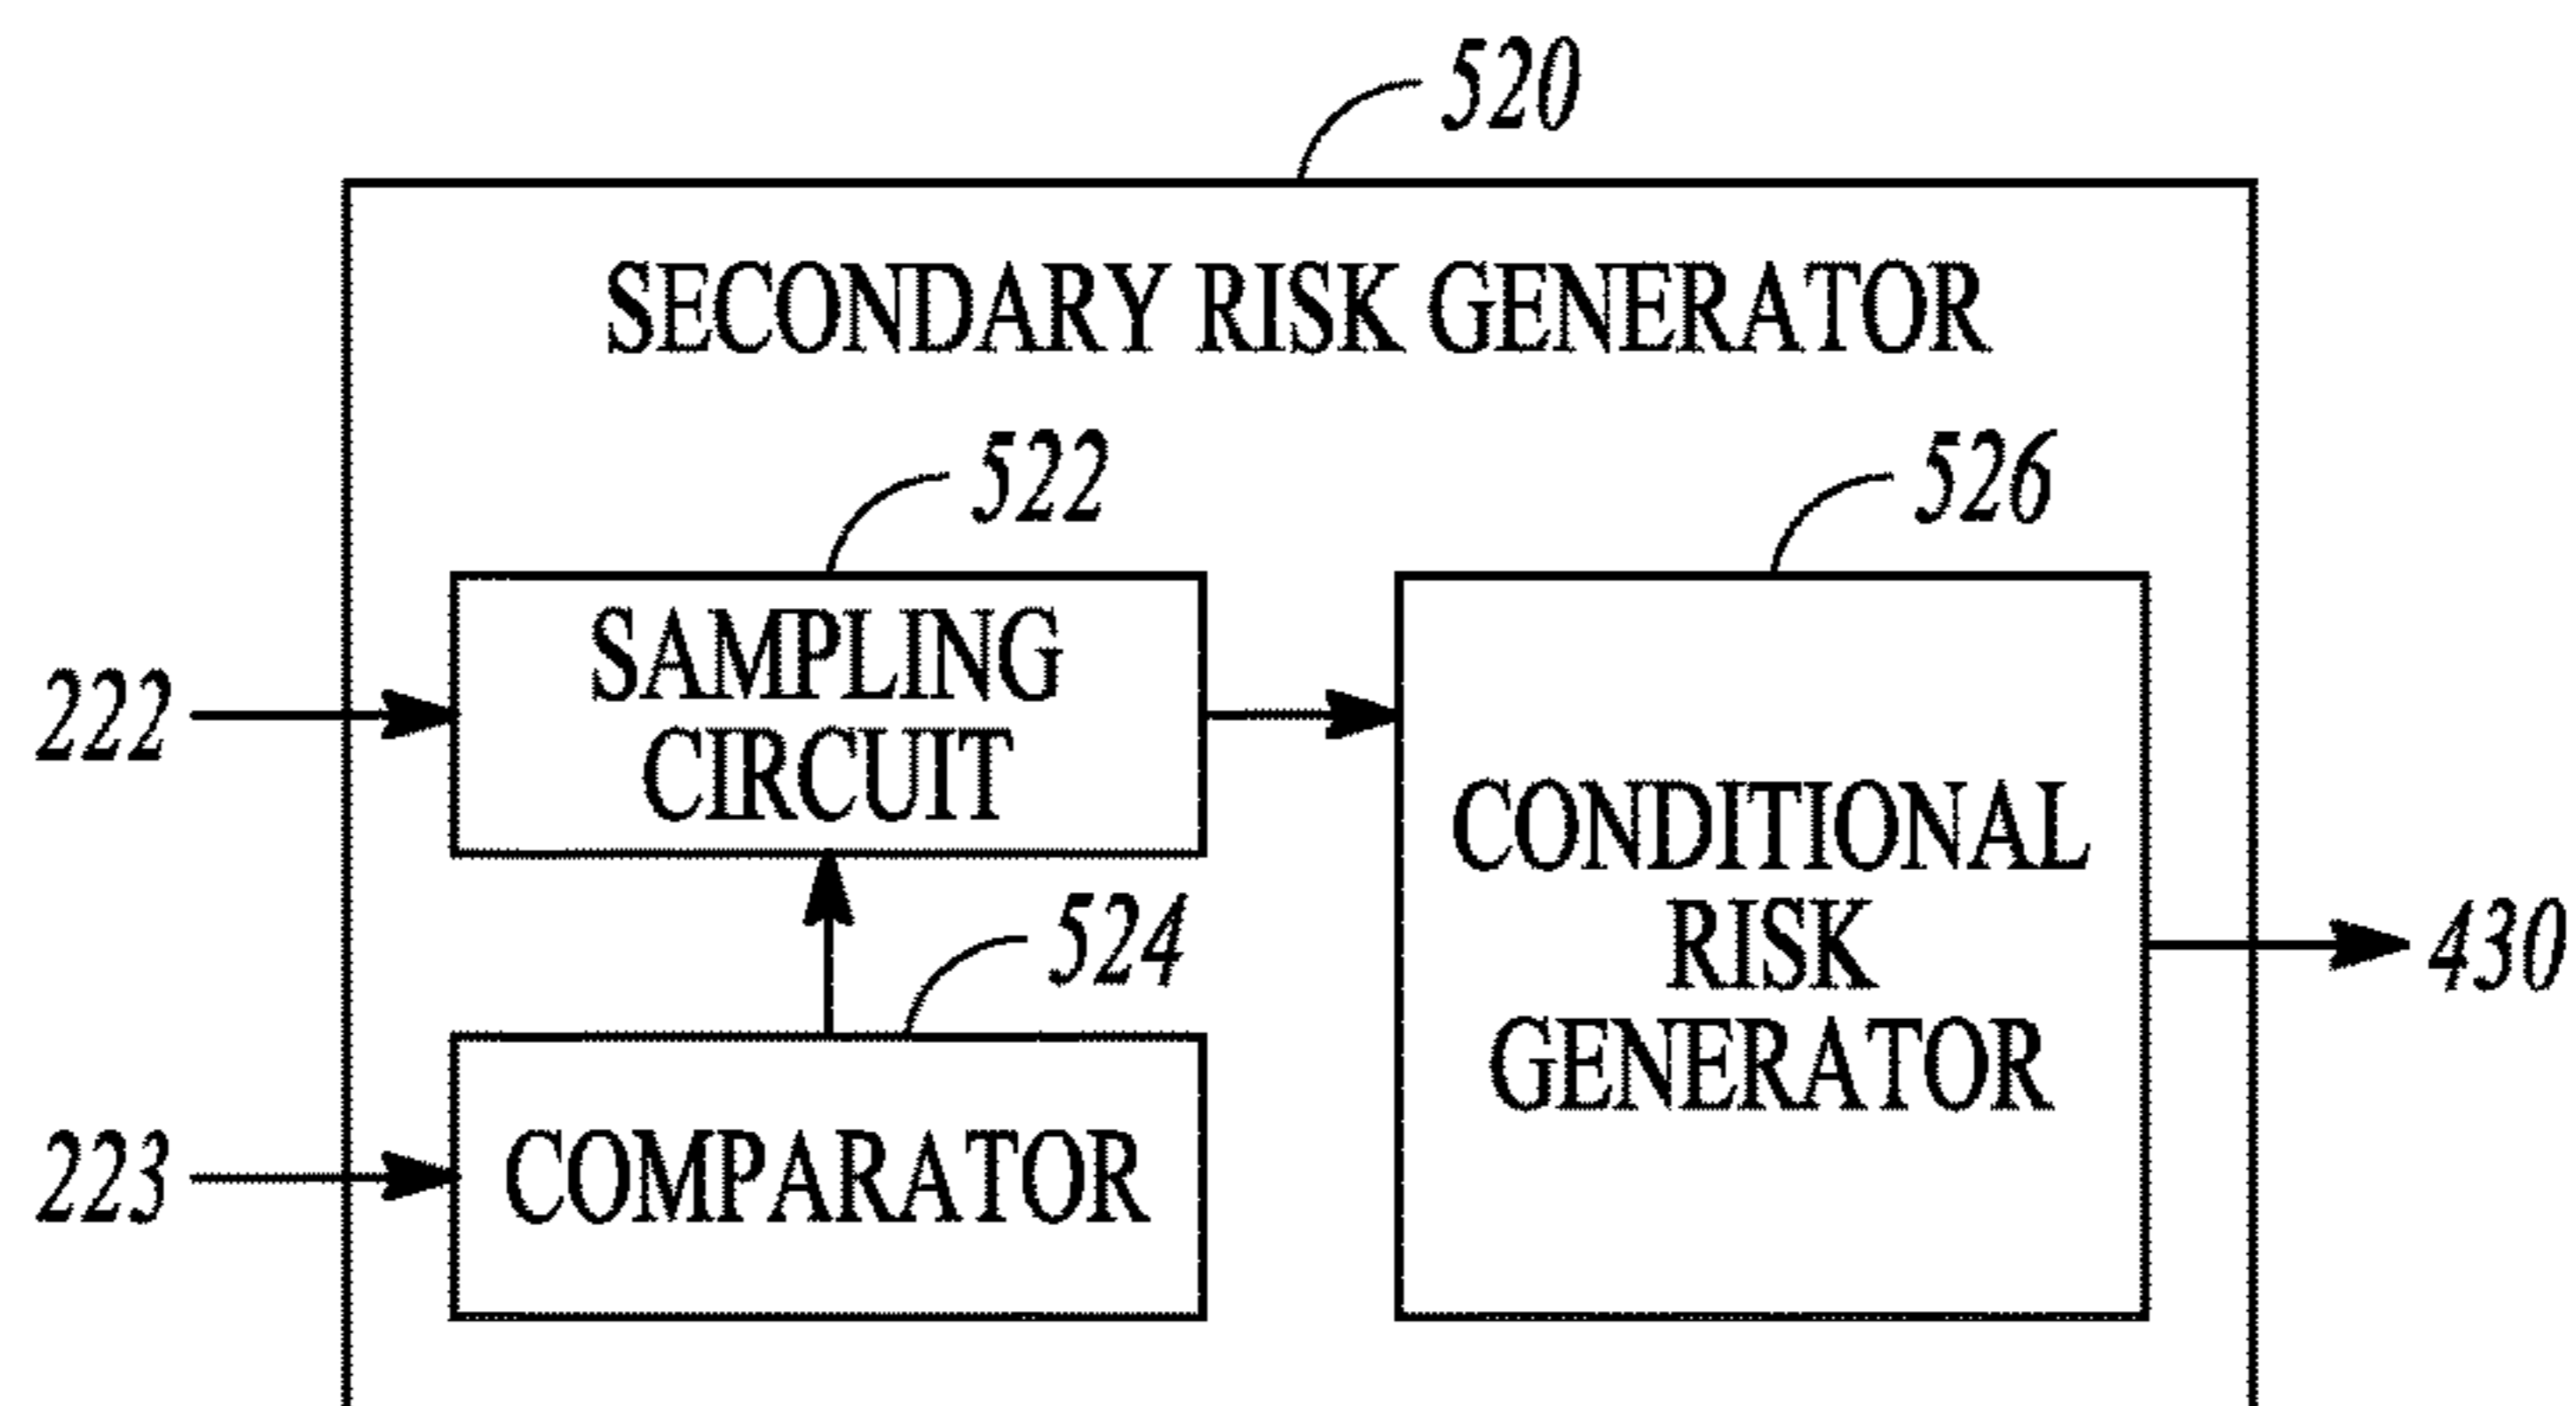 520
SECONDARY RISK GENERATOR
522
526
SAMPLING
CIRCUIT
222
CONDITIONAL
RISK
GENERATOR
524
430
COMPARATOR
223